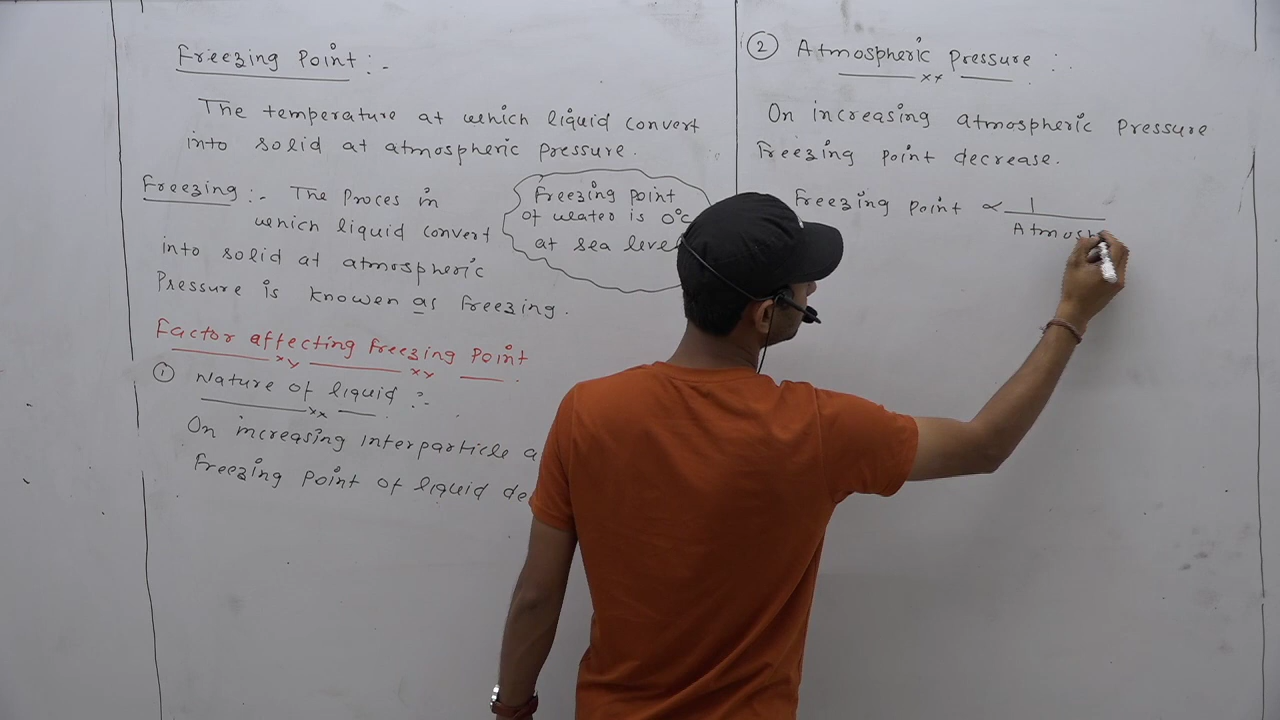 Freezing Point :-
The temperature at which liquid convert
into solid at atmospheric pressure.
Freezing :- The Proces in
which liquid convert
into solid at atmospheric
Pressure is knowen as freezing.
Freezing point
of water is 0°C
at sea leve
Factor affecting freezing Point
① Nature of liquid :-
On increasing interparticle
freezing point of liquid
② Atmospheric Pressure :-
On increasing atmospheric pressure
freezing point decrease.
Freezing point ∝ 1
Atmos